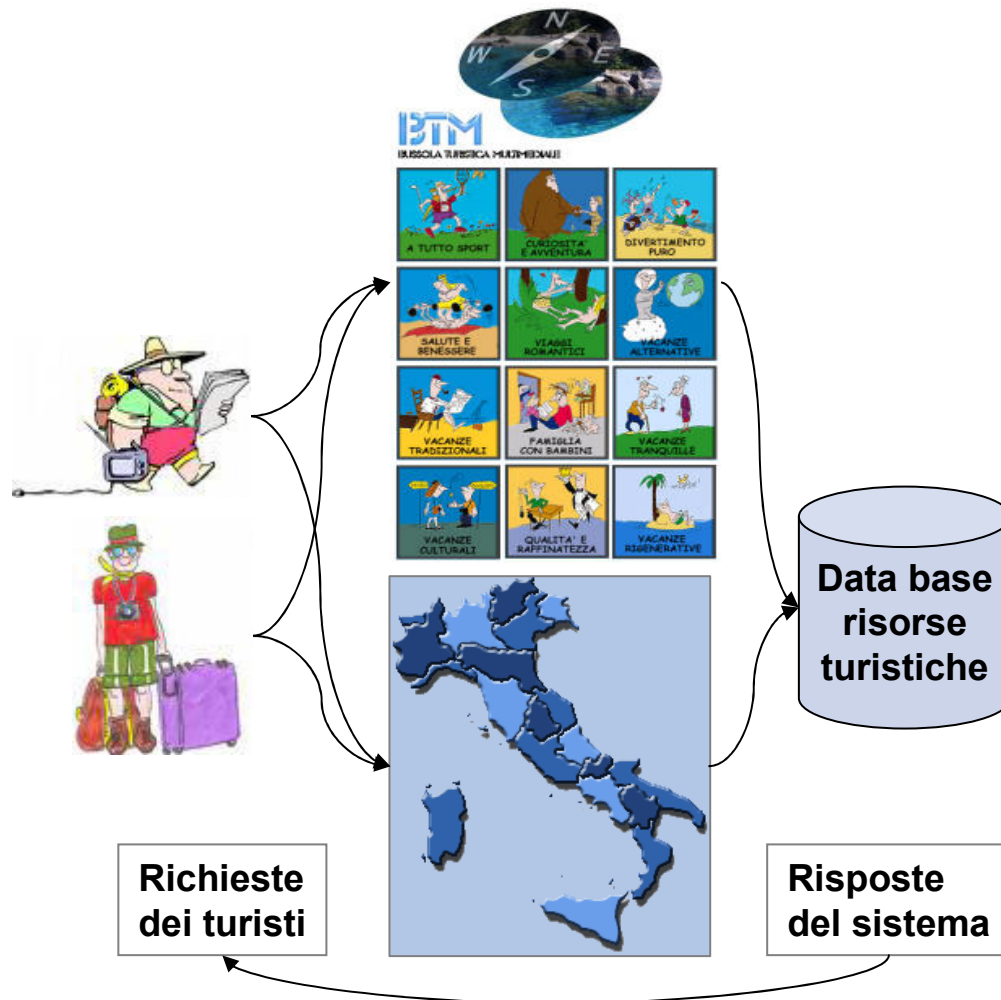 N
W
E
S
BTM
BUSSOLA TURISTICA MULTIMEDIALE
A TUTTO SPORT
CURIOSITA'
E AVVENTURA
DIVERTIMENTO
PURO
SALUTE E
BENESSERE
VIAGGI
ROMANTICI
VACANZE
ALTERNATIVE
VACANZE
TRADIZIONALI
FAMIGLIA
CON BAMBINI
VACANZE
TRANQUILLE
VACANZE
CULTURALI
QUALITA' E
RAFFINATEZZA
VACANZE
RIGENERATIVE
Data base
risorse
turistiche
Richieste
dei turisti
Risposte
del sistema